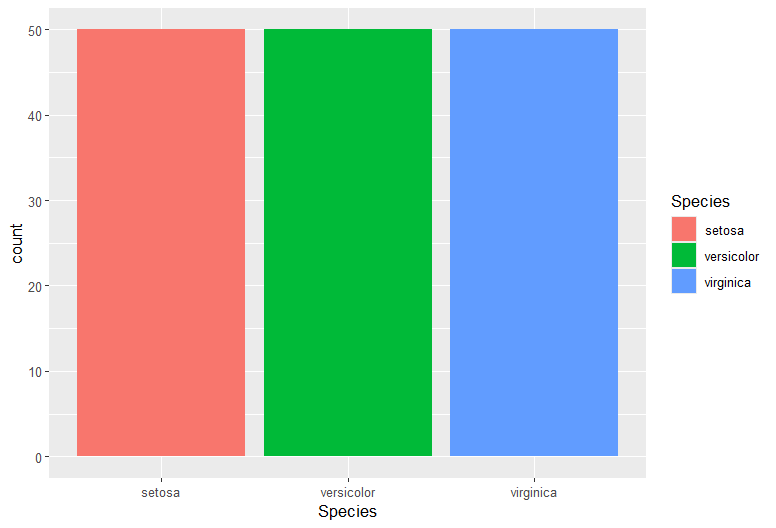 50
40
30
20
10
0
count
setosa
versicolor
virginica
Species
Species
setosa
versicolor
virginica